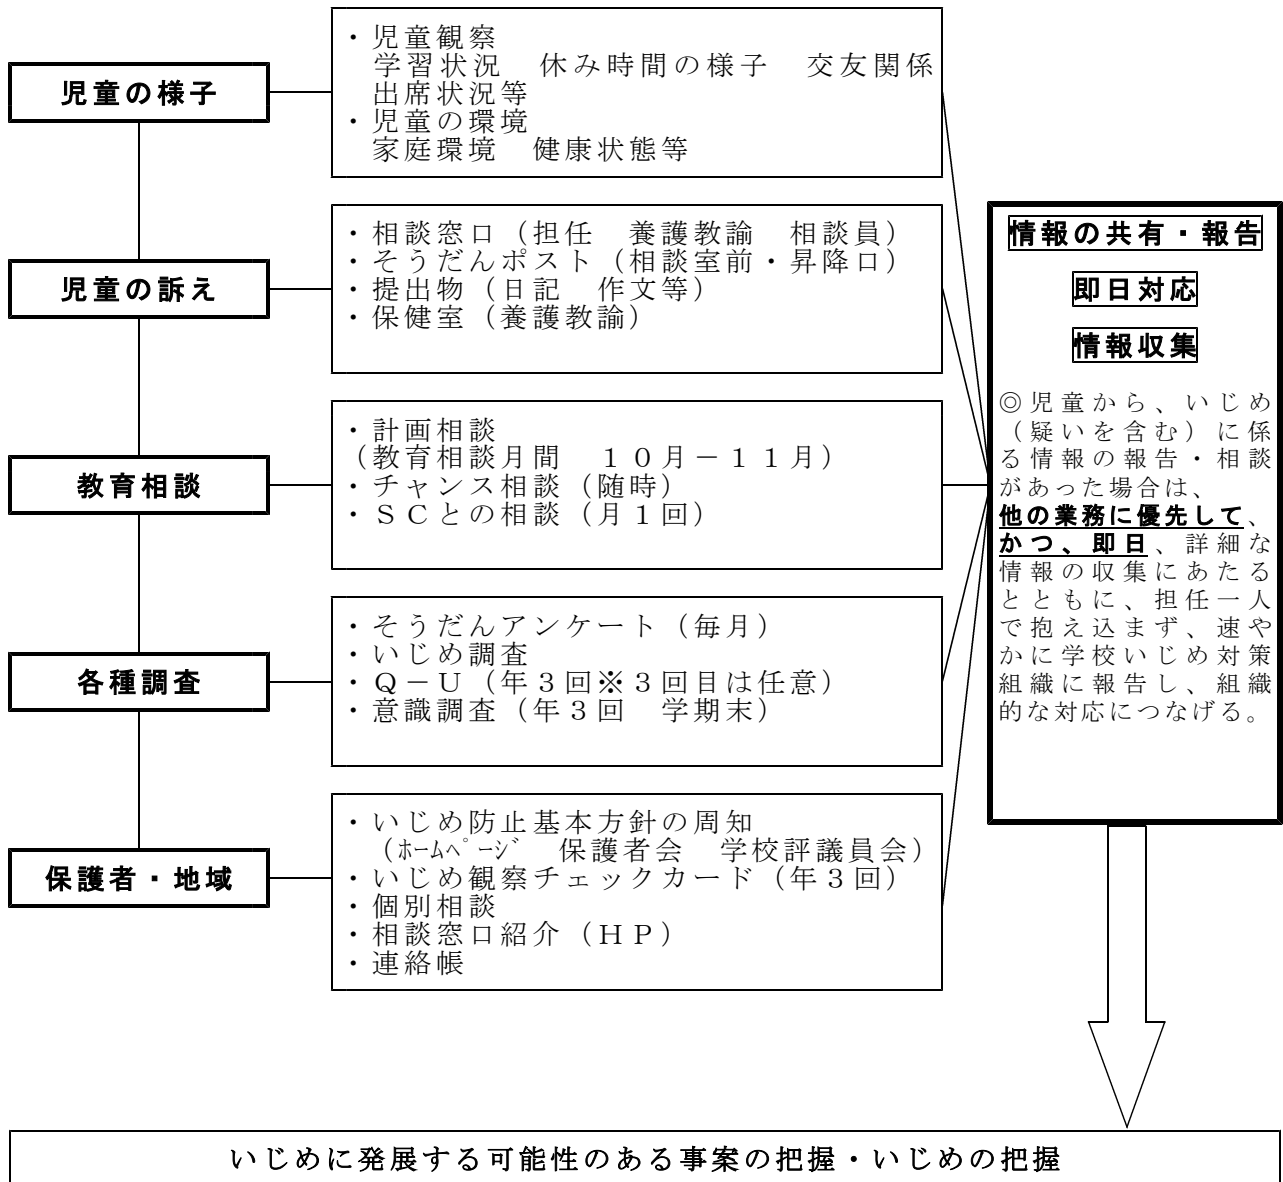 児童の様子
・児童観察
学習状況　休み時間の様子　交友関係
出席状況等
・児童の環境
家庭環境　健康状態等
児童の訴え
・相談窓口（担任　養護教諭　相談員）
・そうだんポスト（相談室前・昇降口）
・提出物（日記　作文等）
・保健室（養護教諭）
教育相談
・計画相談
（教育相談月間　１０月－１１月）
・チャンス相談（随時）
・ＳＣとの相談（月１回）
各種調査
・そうだんアンケート（毎月）
・いじめ調査
・Ｑ－Ｕ（年３回※３回目は任意）
・意識調査（年３回　学期末）
保護者・地域
・いじめ防止基本方針の周知
（ﾎｰﾑﾍﾟｰｼﾞ　保護者会　学校評議員会）
・いじめ観察チェックカード（年３回）
・個別相談
・相談窓口紹介（ＨＰ）
・連絡帳
情報の共有・報告
即日対応
情報収集
◎児童から、いじめ
（疑いを含む）に係
る情報の報告・相談
があった場合は、
他の業務に優先して、
かつ、即日、詳細な
情報の収集にあたる
とともに、担任一人
で抱え込まず、速や
かに学校いじめ対策
組織に報告し、組織
的な対応につなげる。
いじめに発展する可能性のある事案の把握・いじめの把握